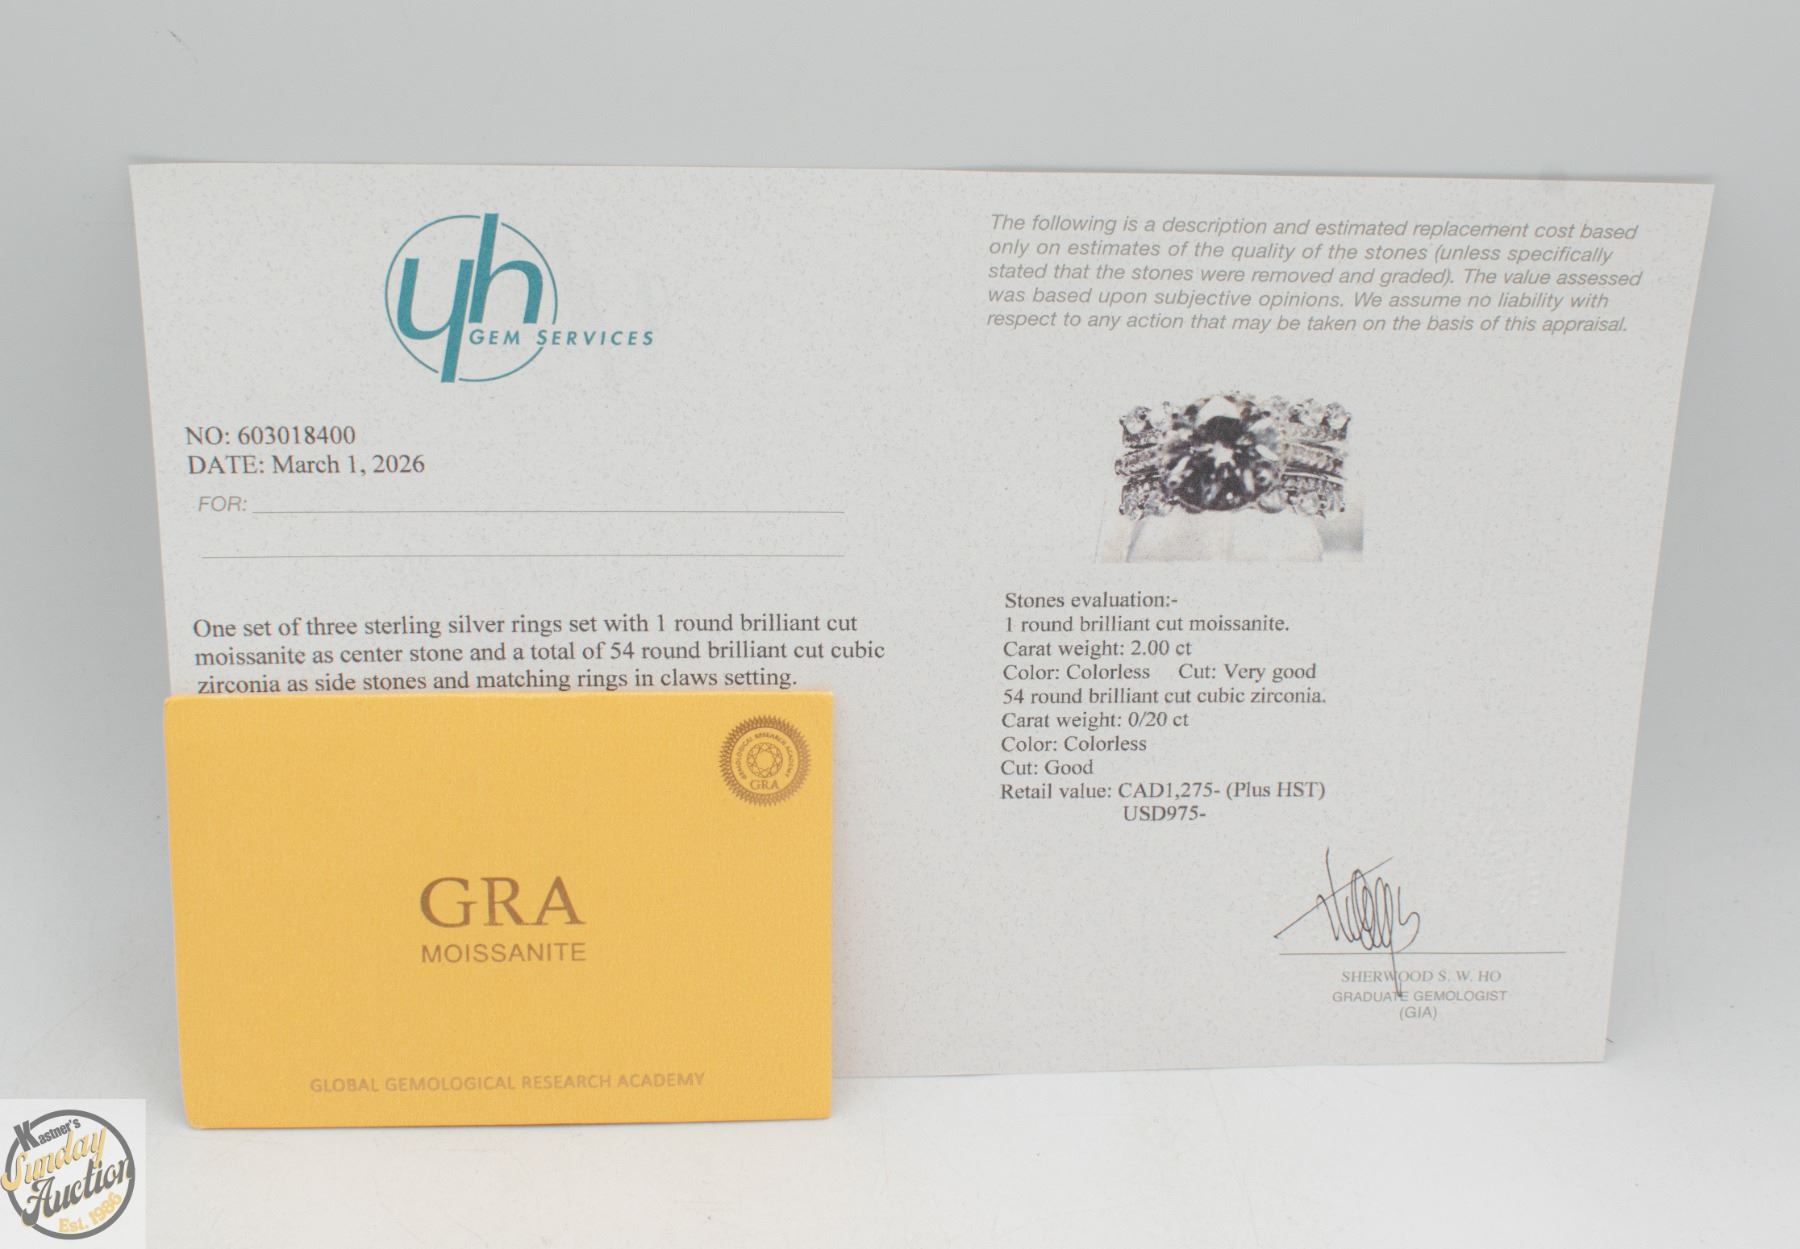 yh
GEM SERVICES
NO: 603018400
DATE: March 1, 2026
FOR:
One set of three sterling silver rings set with 1 round brilliant cut
moissanite as center stone and a total of 54 round brilliant cut cubic
zirconia as side stones and matching rings in claws setting.
The following is a description and estimated replacement cost based
only on estimates of the quality of the stones (unless specifically
stated that the stones were removed and graded). The value assessed
was based upon subjective opinions. We assume no liability with
respect to any action that may be taken on the basis of this appraisal.
Stones evaluation:-
1 round brilliant cut moissanite.
Carat weight: 2.00 ct
Color: Colorless Cut: Very good
54 round brilliant cut cubic zirconia.
Carat weight: 0/20 ct
Color: Colorless
Cut: Good
Retail value: CAD1,275- (Plus HST)
USD975-
SHERWOOD S. W. HO
GRADUATE GEMOLOGIST
(GIA)
GEMOLOGICAL RESEARCH ACADEMY
GRA
GRA
MOISSANITE
GLOBAL GEMOLOGICAL RESEARCH ACADEMY
Kastner's
Sunday
Auction
Est. 1986